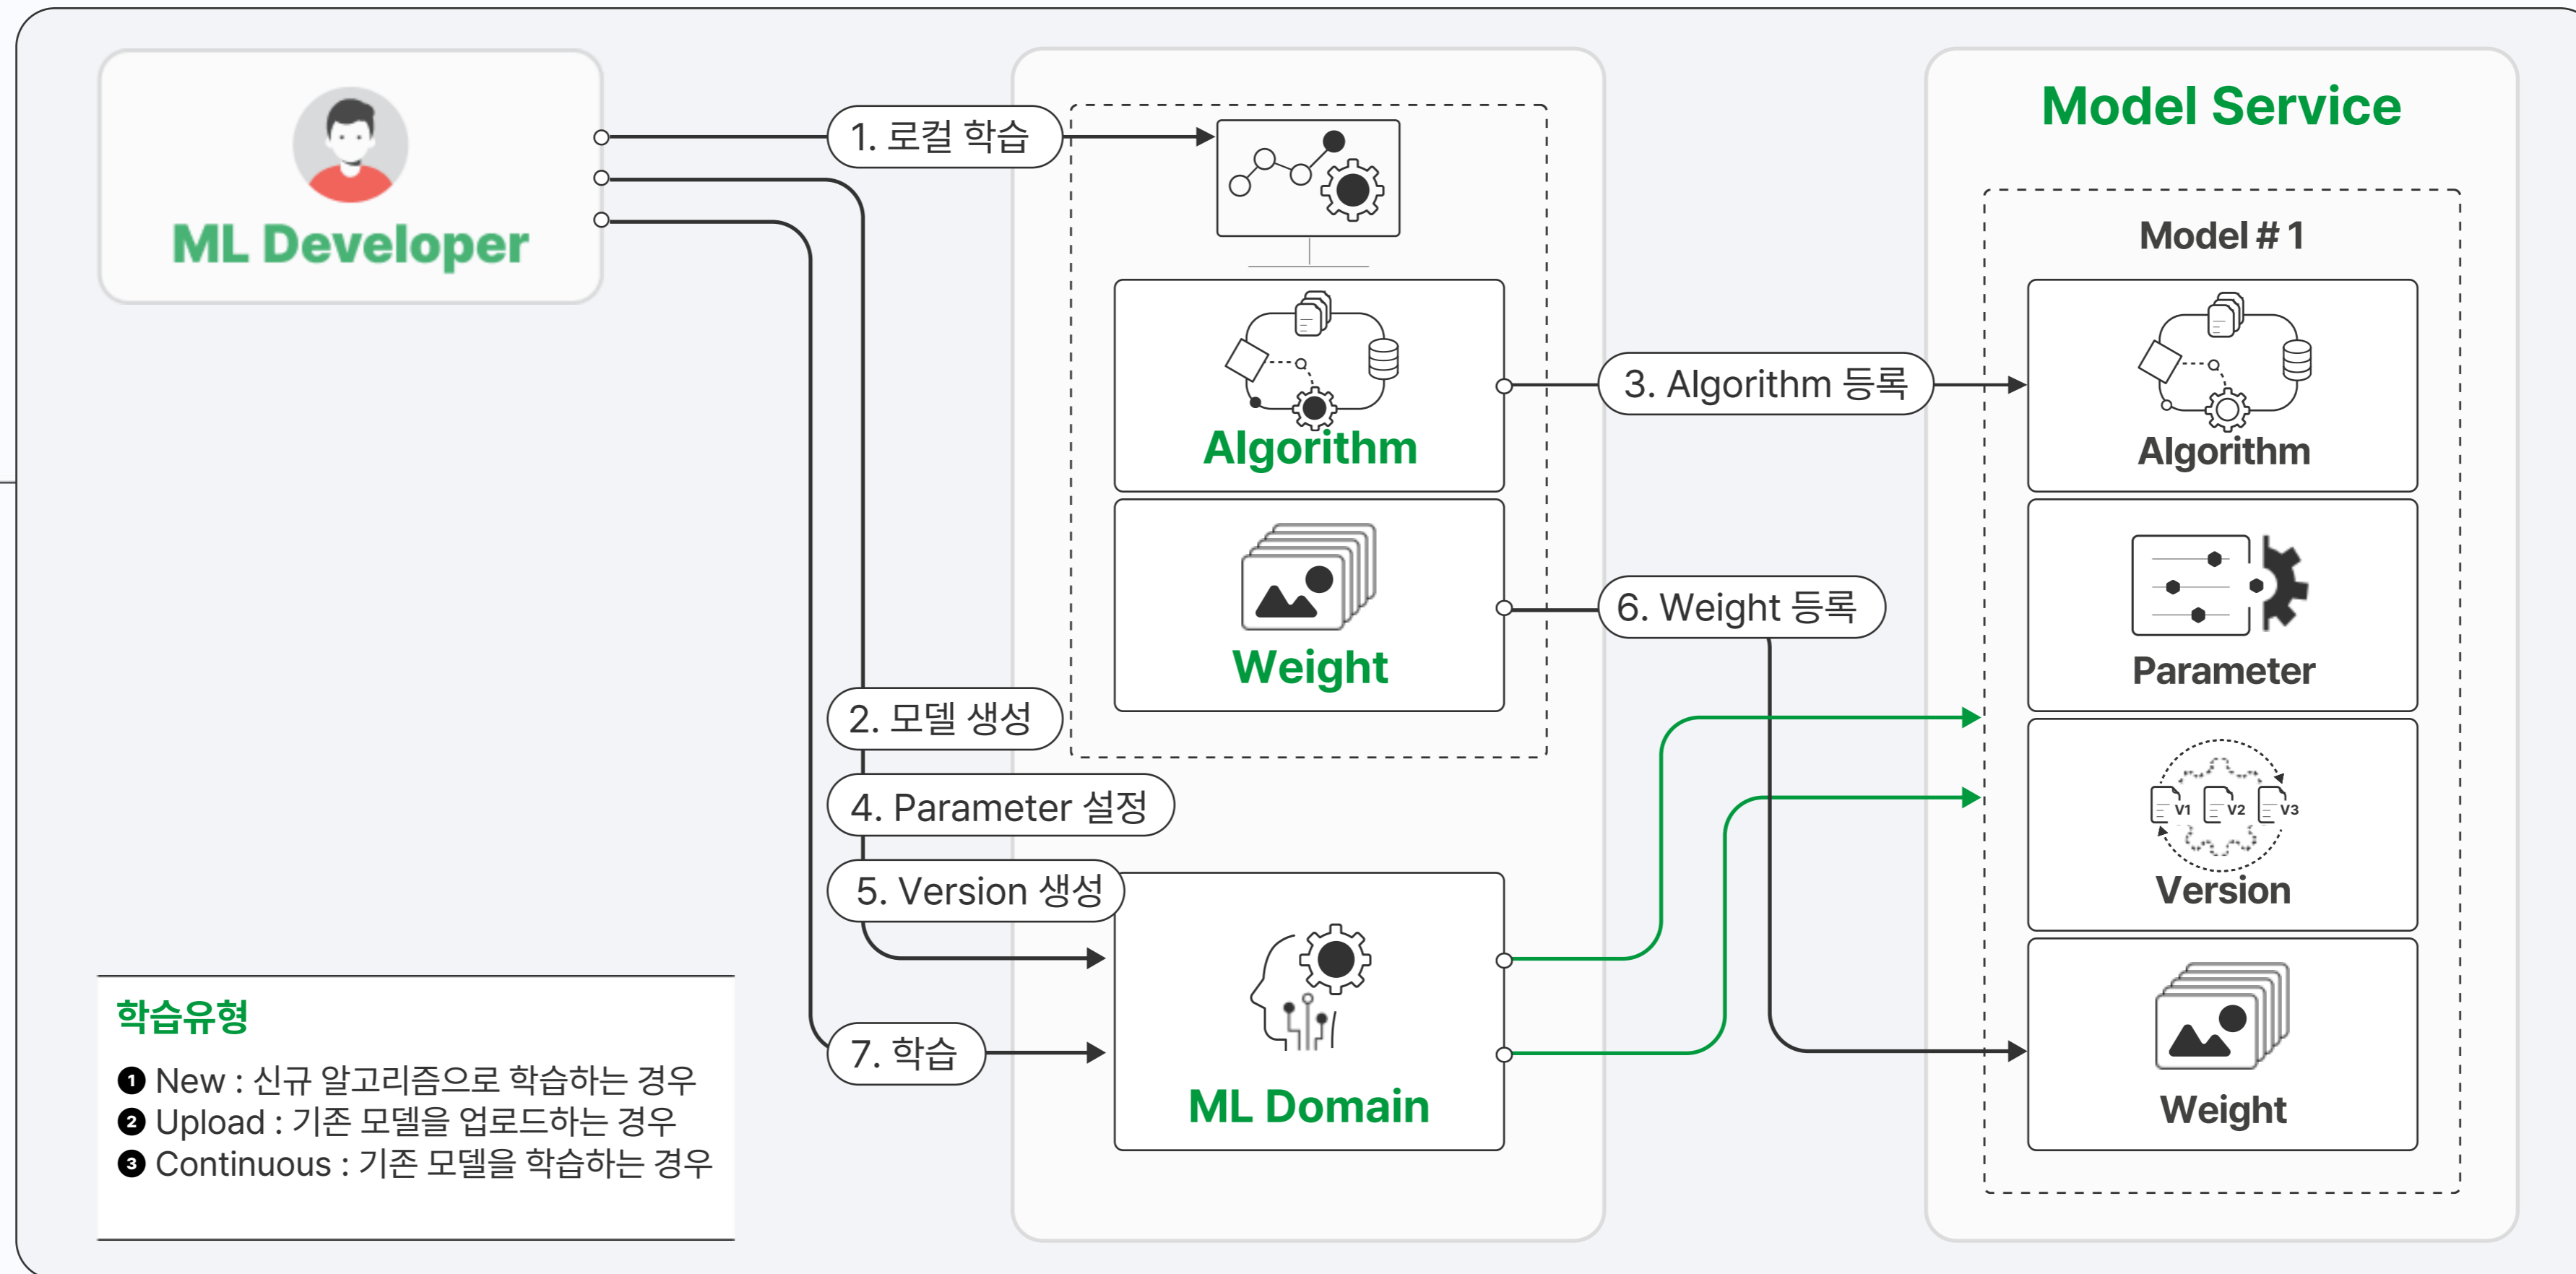 ML Developer
1. 로컬 학습
Algorithm
Weight
2. 모델 생성
4. Parameter 설정
5. Version 생성
7. 학습
ML Domain
3. Algorithm 등록
6. Weight 등록
Model Service
Model # 1
Algorithm
Parameter
V1 V2 V3
Version
Weight
학습유형
❶ New : 신규 알고리즘으로 학습하는 경우
❷ Upload : 기존 모델을 업로드하는 경우
❸ Continuous : 기존 모델을 학습하는 경우